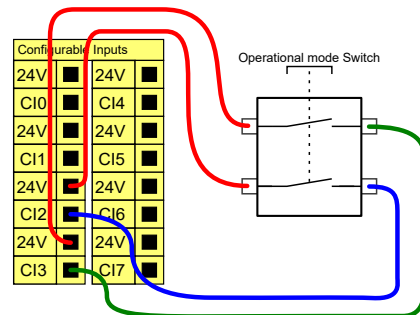 Configurable Inputs
Operational mode Switch
24V 24V
CI0 CI4
24V 24V
CI1 CI5
24V 24V
CI2 CI6
24V 24V
CI3 CI7